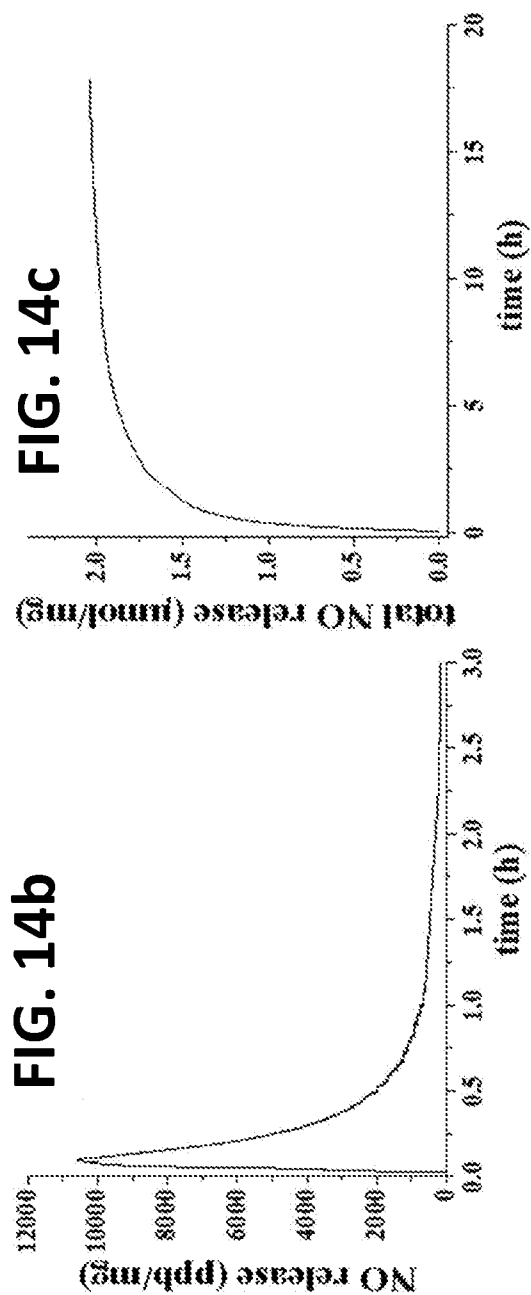 FIG. 14b
NO release (ppb/mg)
12000
10000
8000
6000
4000
2000
0
0.0 0.5 1.0 1.5 2.0 2.5 3.0
time (h)
FIG. 14c
total NO release (µmol/mg)
2.0
1.5
1.0
0.5
0.0
0 5 10 15 20
time (h)